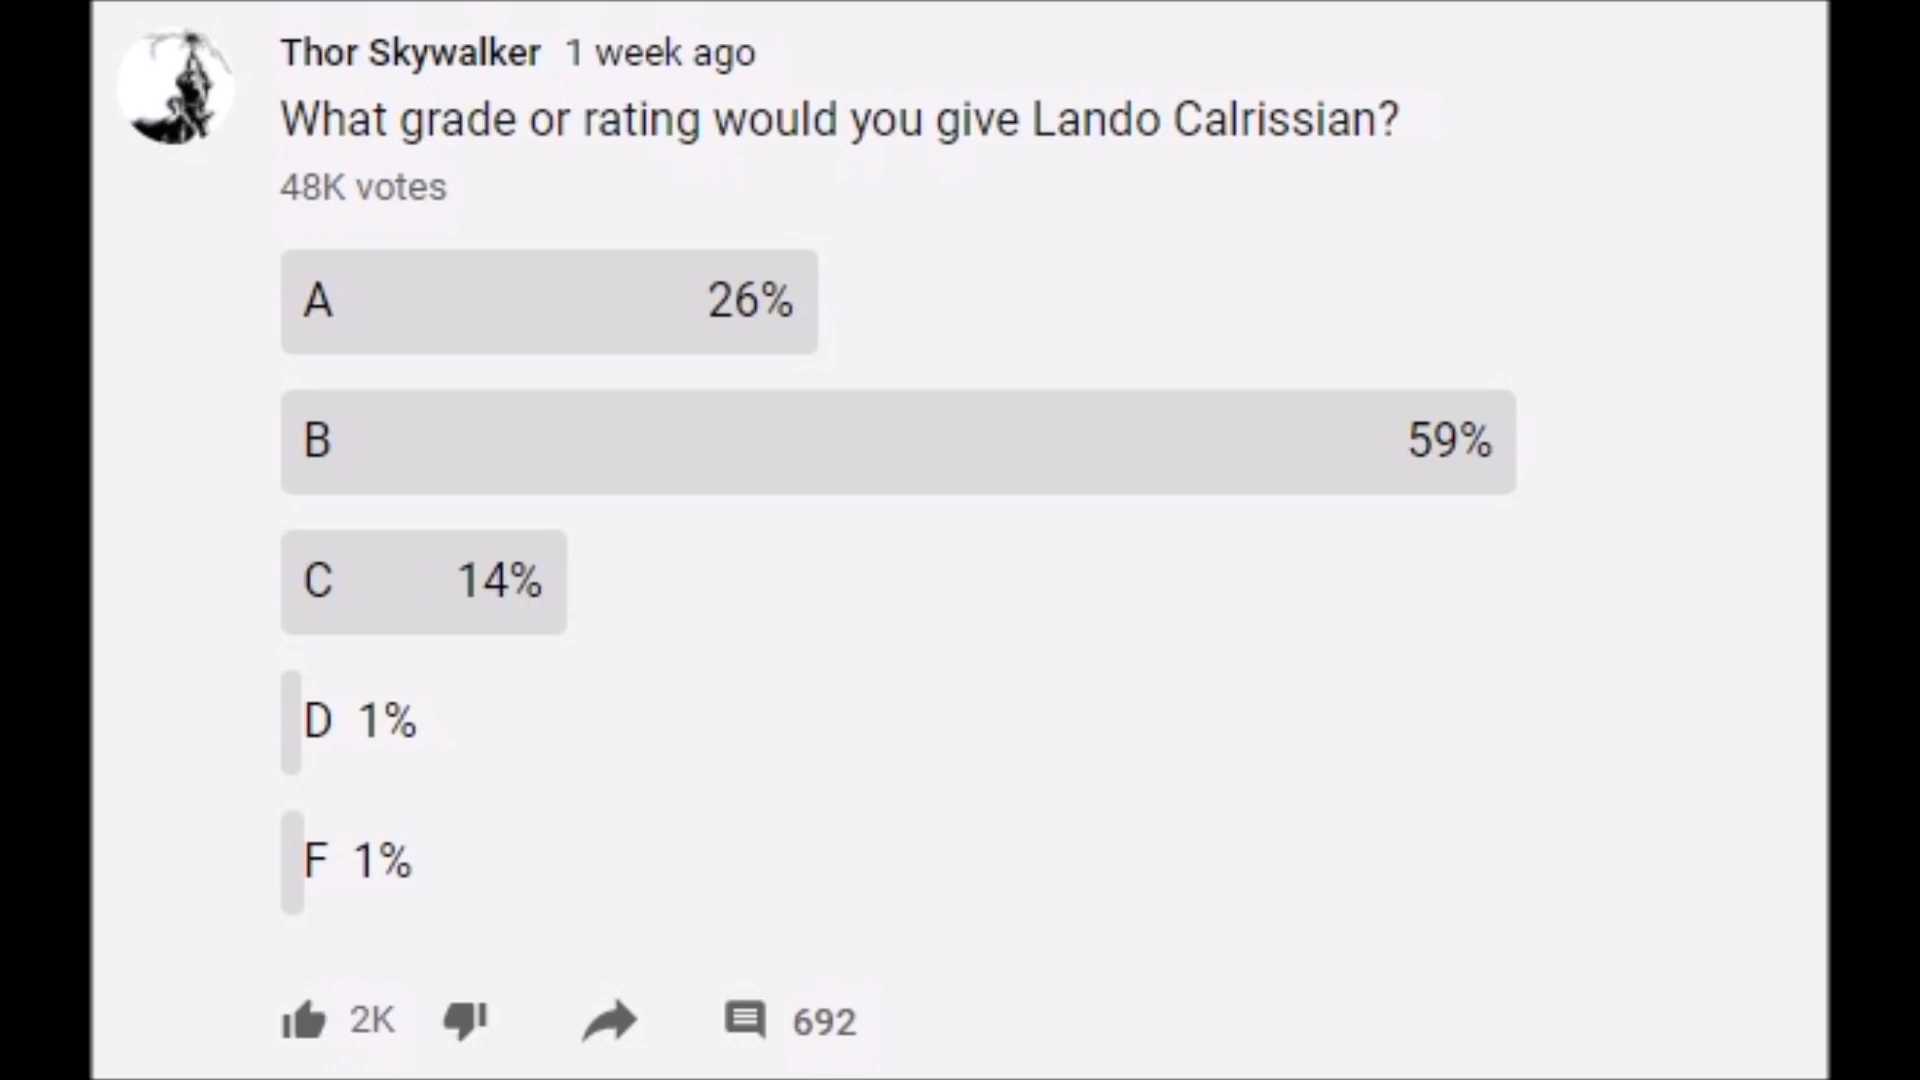 Thor Skywalker 1 week ago
What grade or rating would you give Lando Calrissian?
48K votes
A 26%
B 59%
C 14%
D 1%
F 1%
2K 692